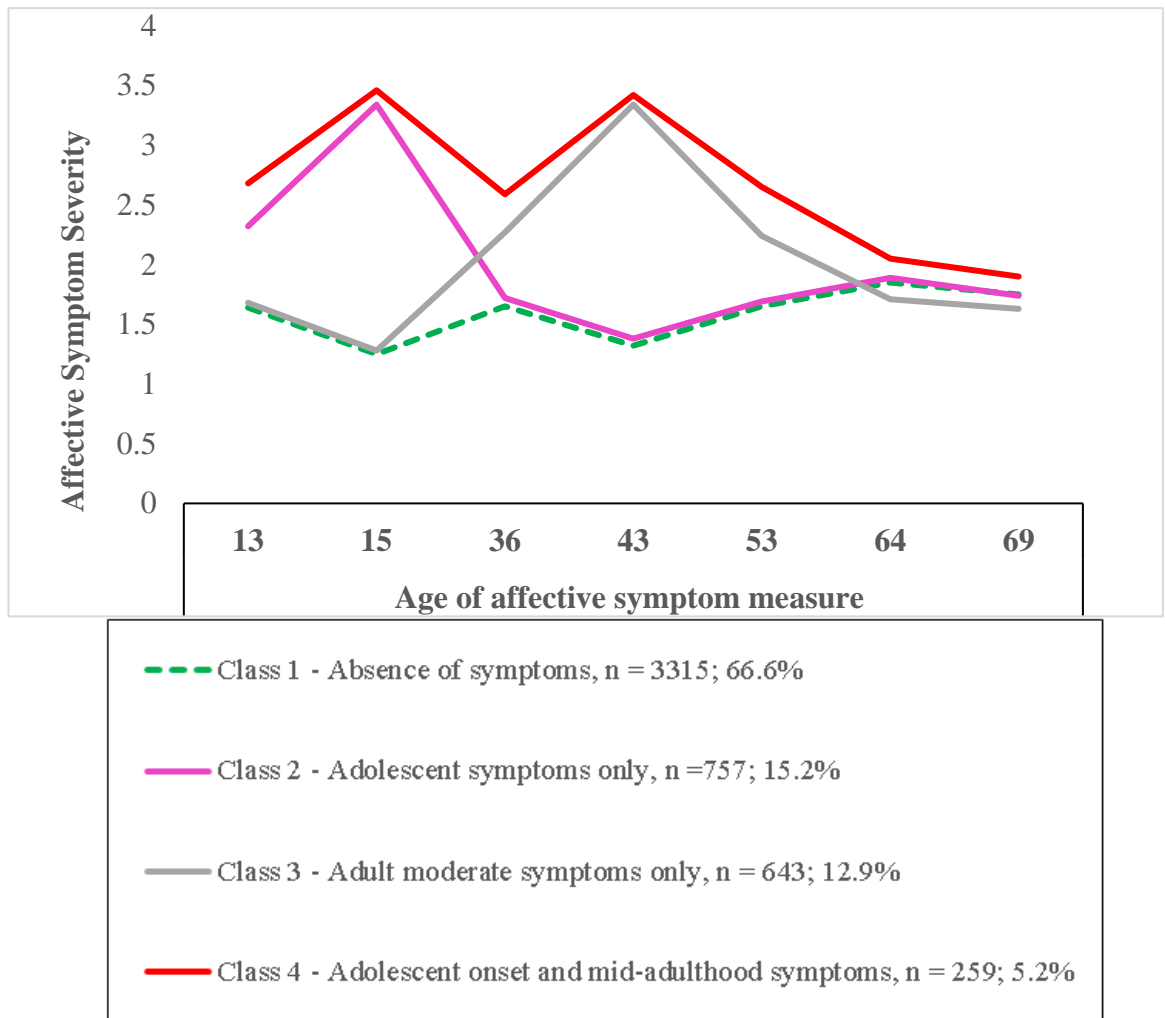 4
3.5
3
2.5
2
1.5
1
0.5
0
Affective Symptom Severity
13 15 36 43 53 64 69
Age of affective symptom measure
Class 1 - Absence of symptoms, n = 3315; 66.6%
Class 2 - Adolescent symptoms only, n =757; 15.2%
Class 3 - Adult moderate symptoms only, n = 643; 12.9%
Class 4 - Adolescent onset and mid-adulthood symptoms, n = 259; 5.2%